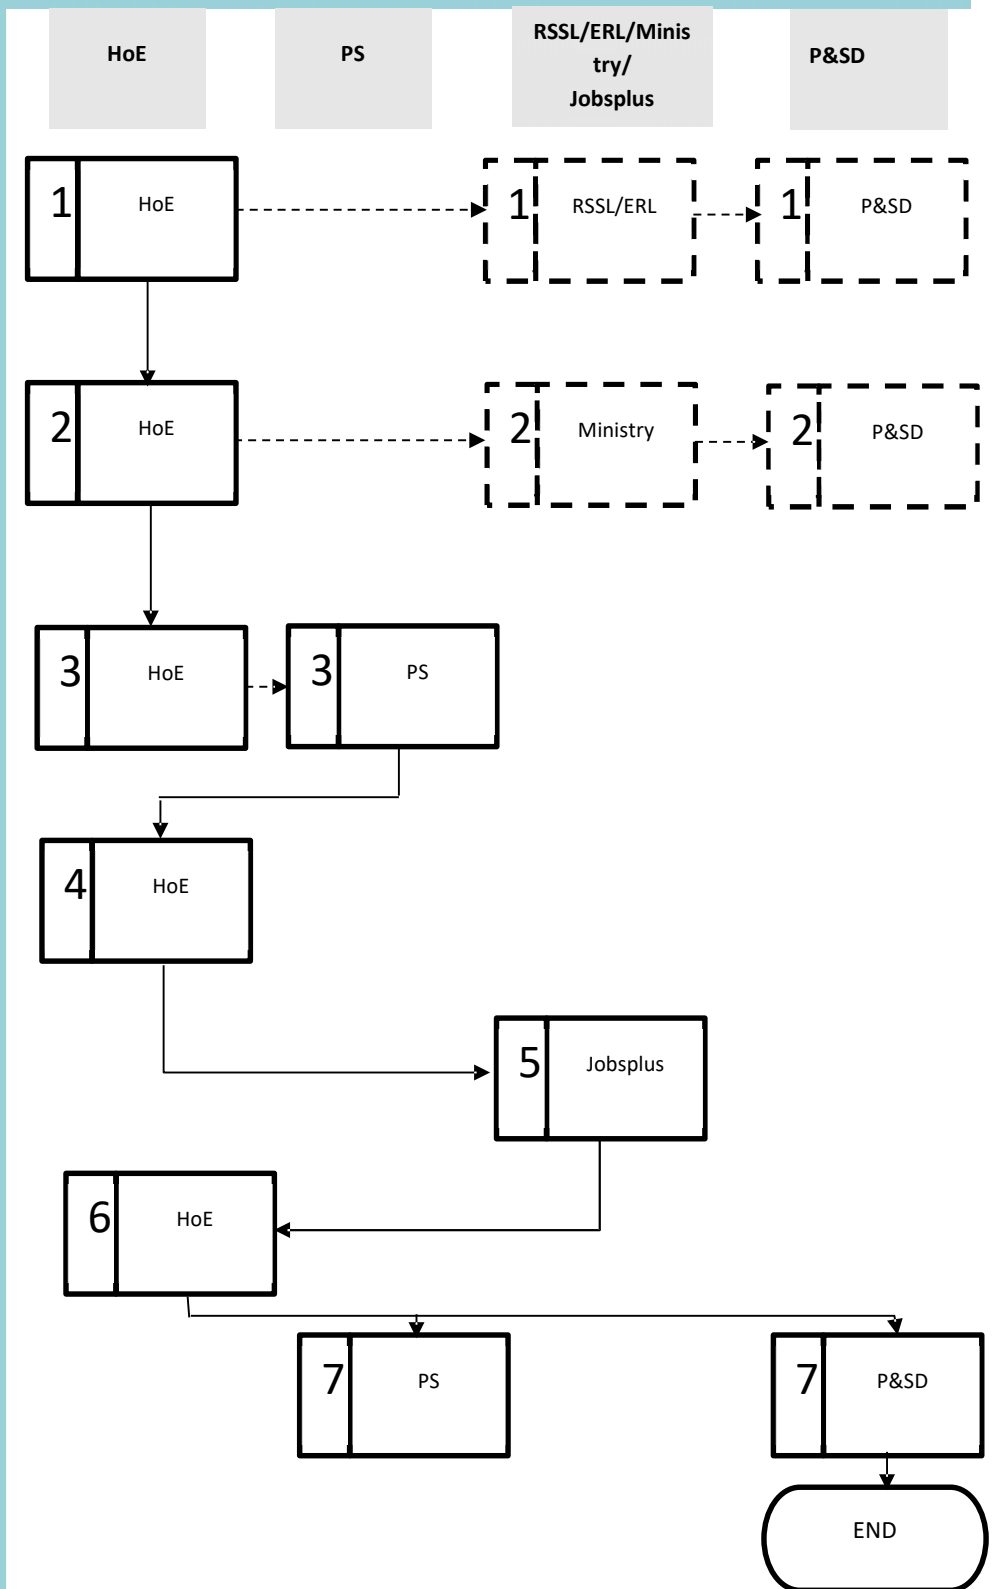 HoE
PS
RSSL/ERL/Minis
try/
Jobsplus
P&SD
1 HoE
1 RSSL/ERL
1 P&SD
2 HoE
2 Ministry
2 P&SD
3 HoE
3 PS
4 HoE
5 Jobsplus
6 HoE
7 PS
7 P&SD
END